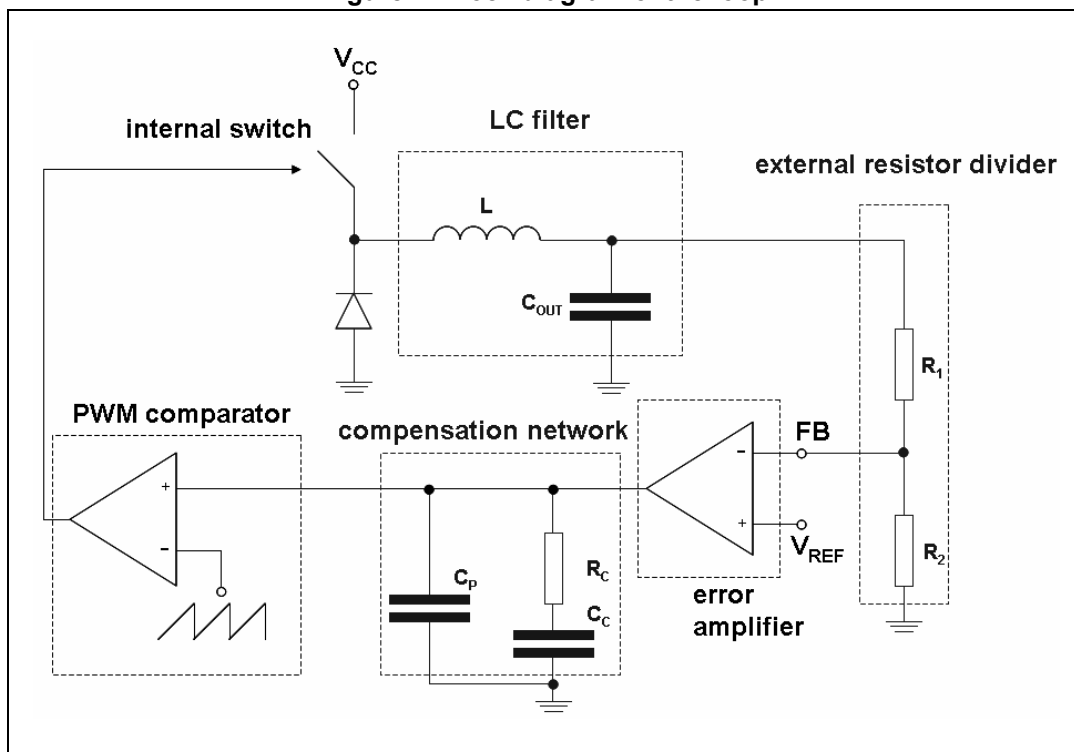 V_CC
internal switch
LC filter
external resistor divider
L
C_OUT
R_1
PWM comparator
compensation network
FB
+
-
-
+
V_REF
R_2
C_P
R_C
C_C
error
amplifier